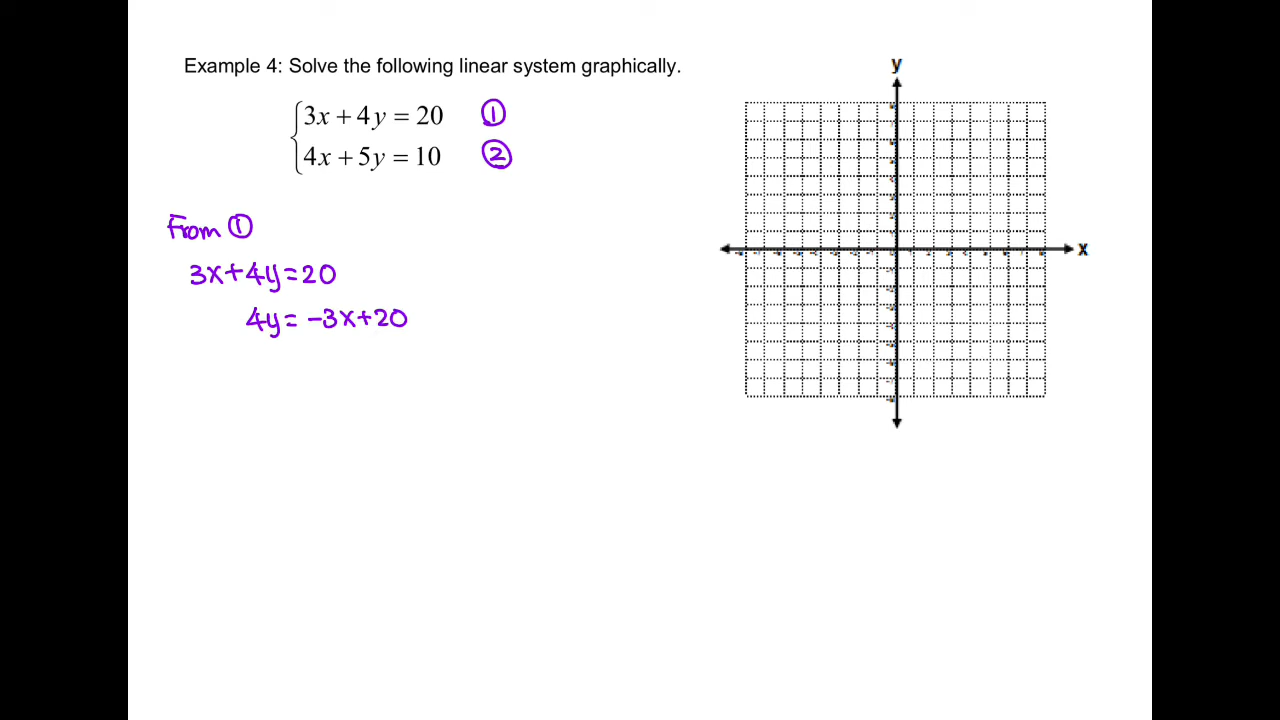 Example 4: Solve the following linear system graphically.
3x + 4y = 20 ①
4x + 5y = 10 ②
From ①
3x+4y=20
4y= -3x+20
y
x